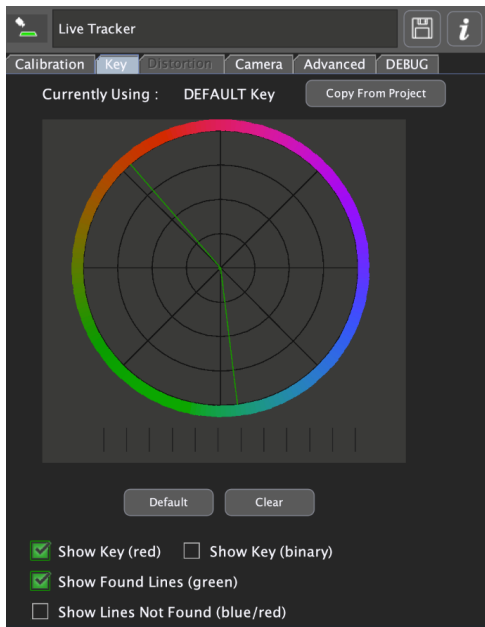 Live Tracker
i
Calibration Key Distortion Camera Advanced DEBUG
Currently Using : DEFAULT Key Copy From Project
Default Clear
Show Key (red) Show Key (binary)
Show Found Lines (green)
Show Lines Not Found (blue/red)